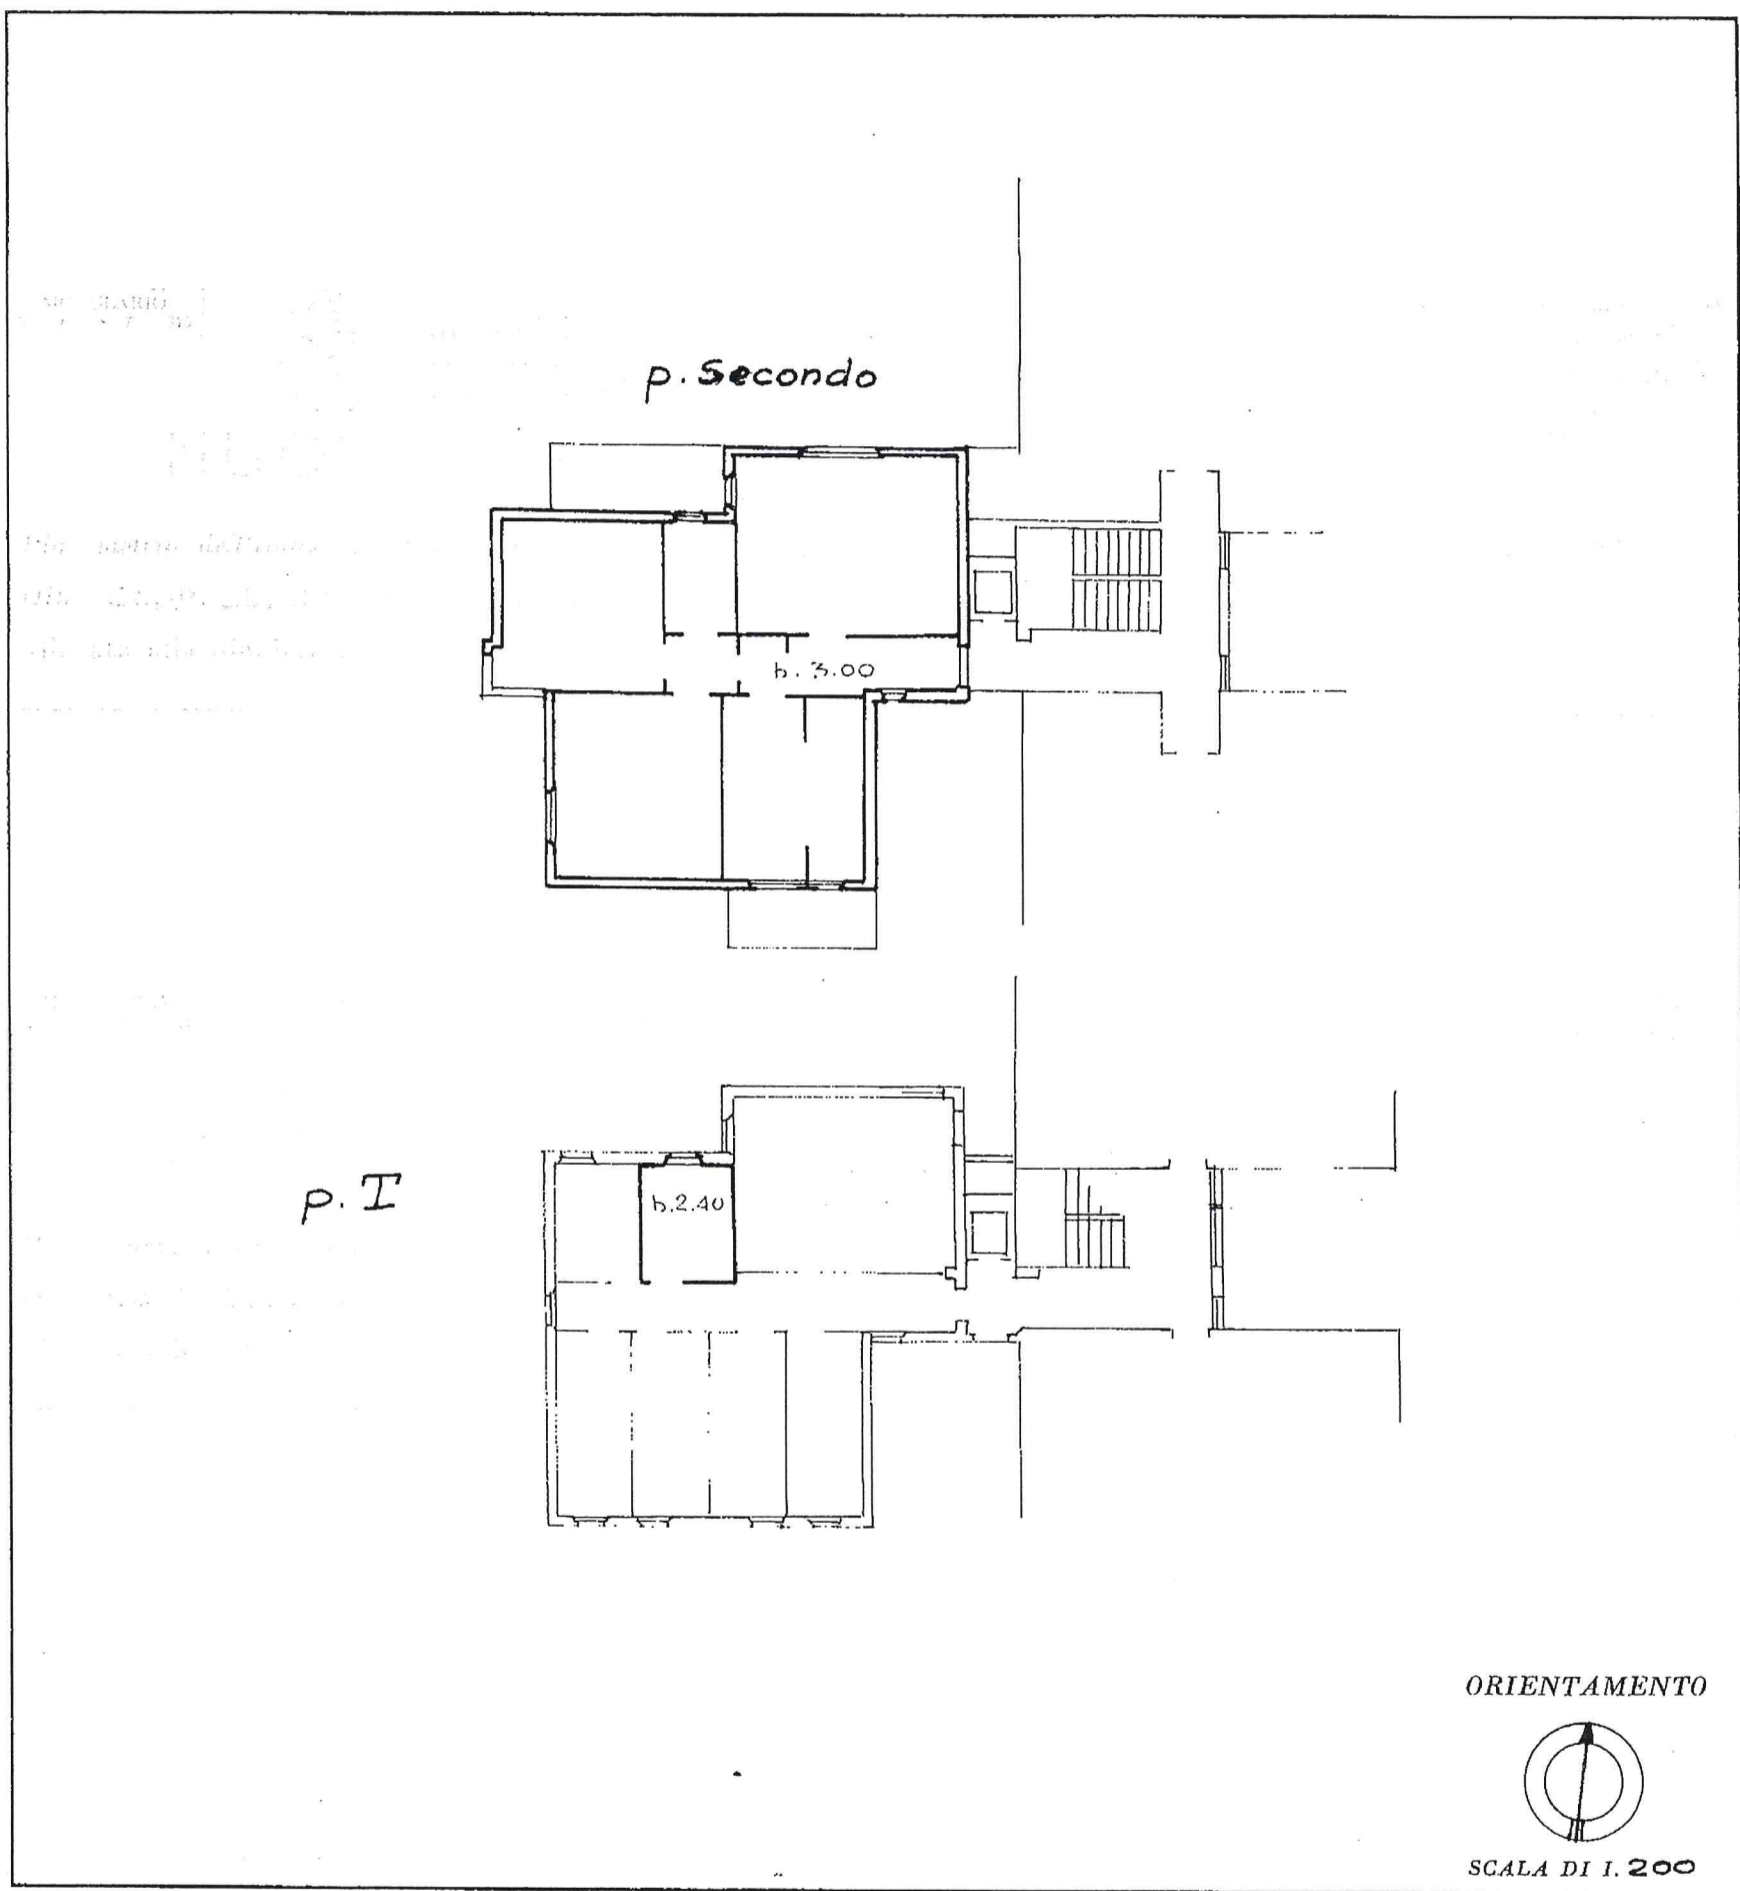 p. Secondo
h. 3.00
p. T
h. 2.40
ORIENTAMENTO
SCALA DI 1. 200